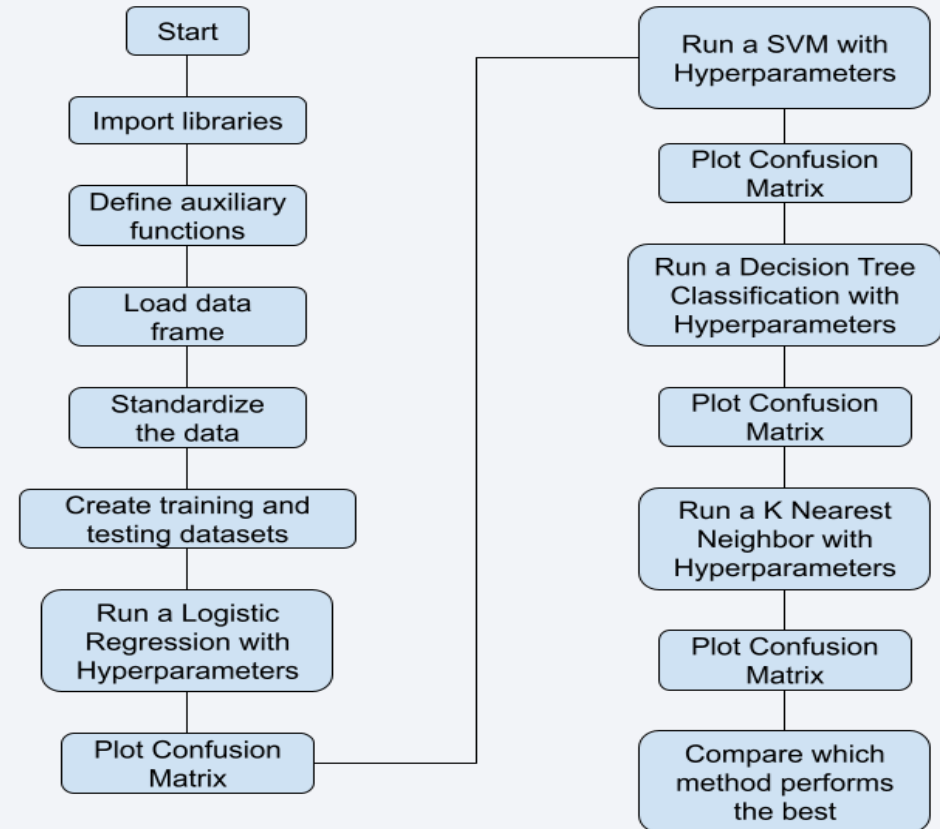 Start
Import libraries
Define auxiliary
functions
Load data
frame
Standardize
the data
Create training and
testing datasets
Run a Logistic
Regression with
Hyperparameters
Plot Confusion
Matrix
Run a SVM with
Hyperparameters
Plot Confusion
Matrix
Run a Decision Tree
Classification with
Hyperparameters
Plot Confusion
Matrix
Run a K Nearest
Neighbor with
Hyperparameters
Plot Confusion
Matrix
Compare which
method performs
the best